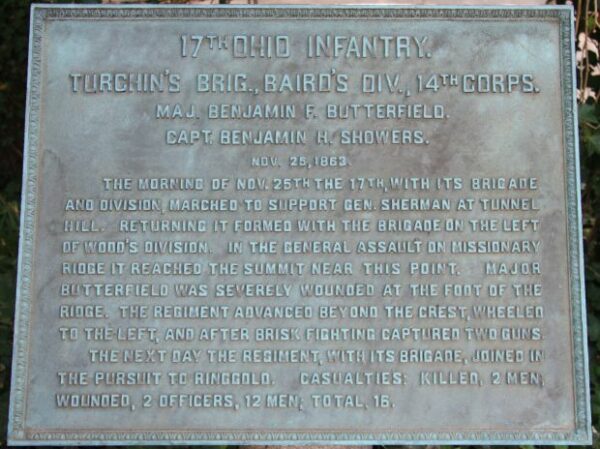 17TH OHIO INFANTRY.
TURCHIN'S BRIG., BAIRD'S DIV., 14TH CORPS.
MAJ. BENJAMIN F. BUTTERFIELD.
CAPT. BENJAMIN H. SHOWERS.
NOV. 25, 1863.
THE MORNING OF NOV. 25TH THE 17TH, WITH ITS BRIGADE
AND DIVISION, MARCHED TO SUPPORT GEN. SHERMAN AT TUNNEL
HILL. RETURNING IT FORMED WITH THE BRIGADE ON THE LEFT
OF WOOD'S DIVISION. IN THE GENERAL ASSAULT ON MISSIONARY
RIDGE IT REACHED THE SUMMIT NEAR THIS POINT. MAJOR
BUTTERFIELD WAS SEVERELY WOUNDED AT THE FOOT OF THE
RIDGE. THE REGIMENT ADVANCED BEYOND THE CREST, WHEELED
TO THE LEFT, AND AFTER BRISK FIGHTING CAPTURED TWO GUNS.
THE NEXT DAY THE REGIMENT, WITH ITS BRIGADE, JOINED IN
THE PURSUIT TO RINGGOLD. CASUALTIES: KILLED, 2 MEN;
WOUNDED, 2 OFFICERS, 12 MEN; TOTAL, 16.